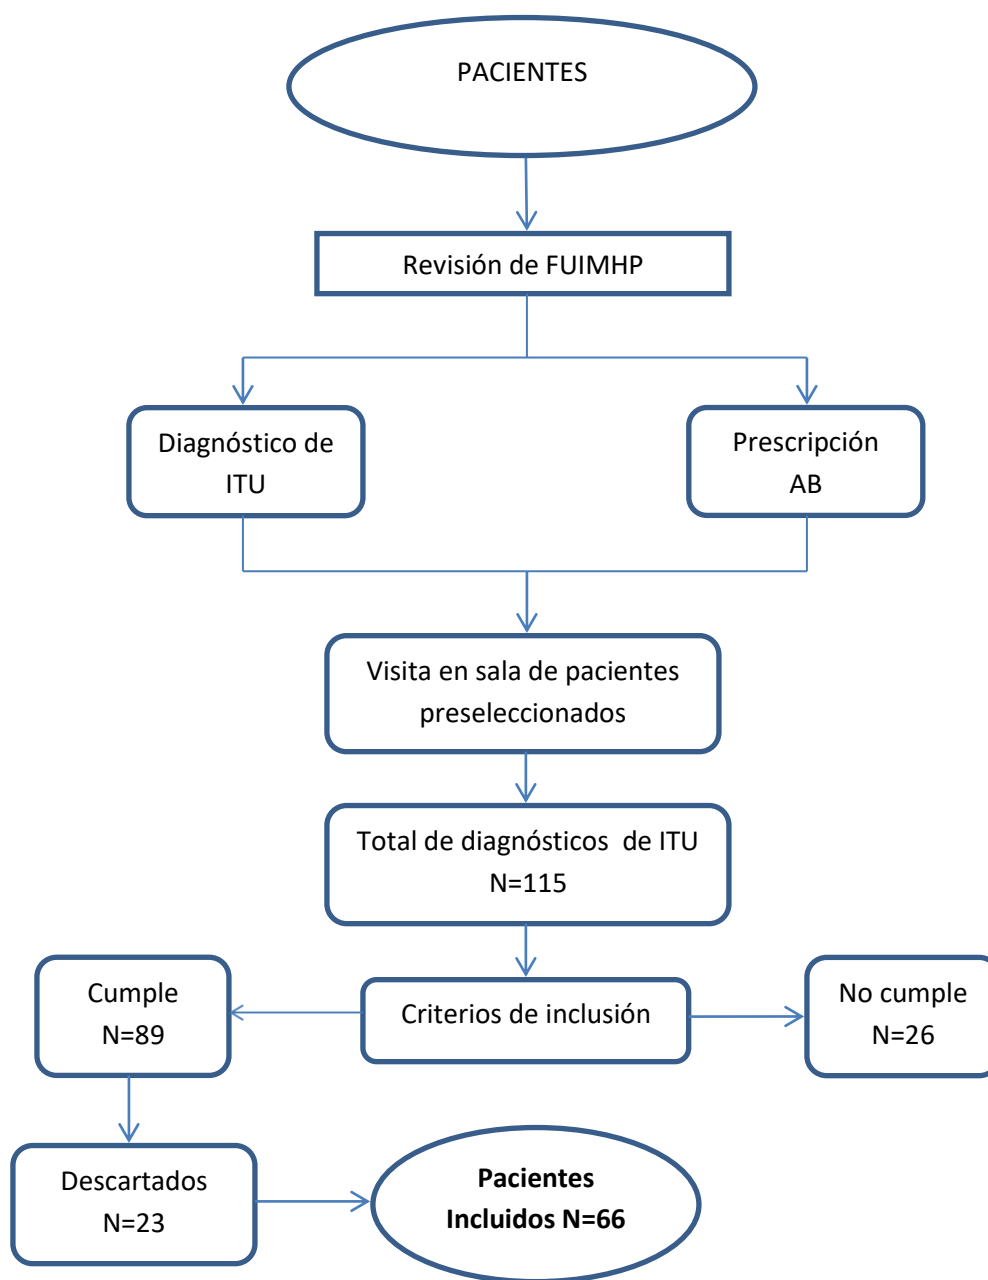 PACIENTES
Revisión de FUIMHP
Diagnóstico de
ITU
Prescripción
AB
Visita en sala de pacientes
preseleccionados
Total de diagnósticos de ITU
N=115
Cumple
N=89
Criterios de inclusión
No cumple
N=26
Descartados
N=23
Pacientes
Incluidos N=66